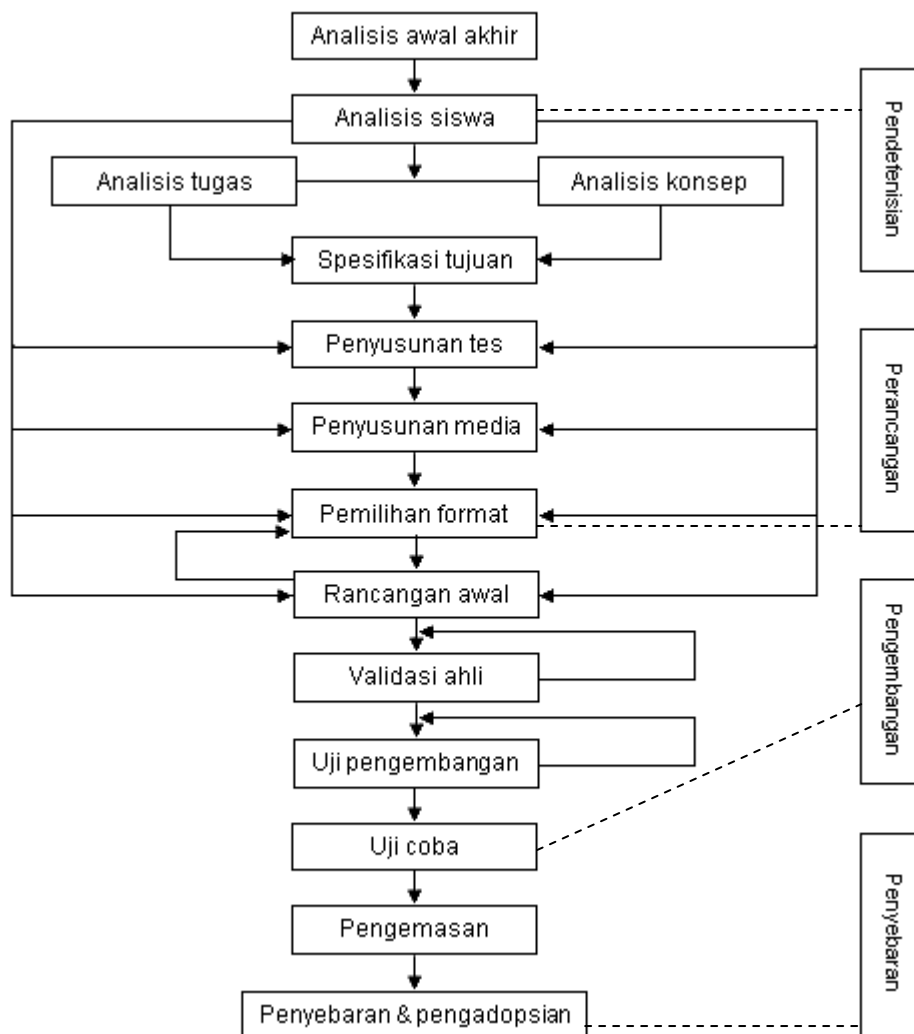 Analisis awal akhir
Analisis siswa
Analisis tugas
Analisis konsep
Spesifikasi tujuan
Penyusunan tes
Penyusunan media
Pemilihan format
Rancangan awal
Validasi ahli
Uji pengembangan
Uji coba
Pengemasan
Penyebaran & pengadopsian
Pendefenisian
Perancangan
Pengembangan
Penyebaran